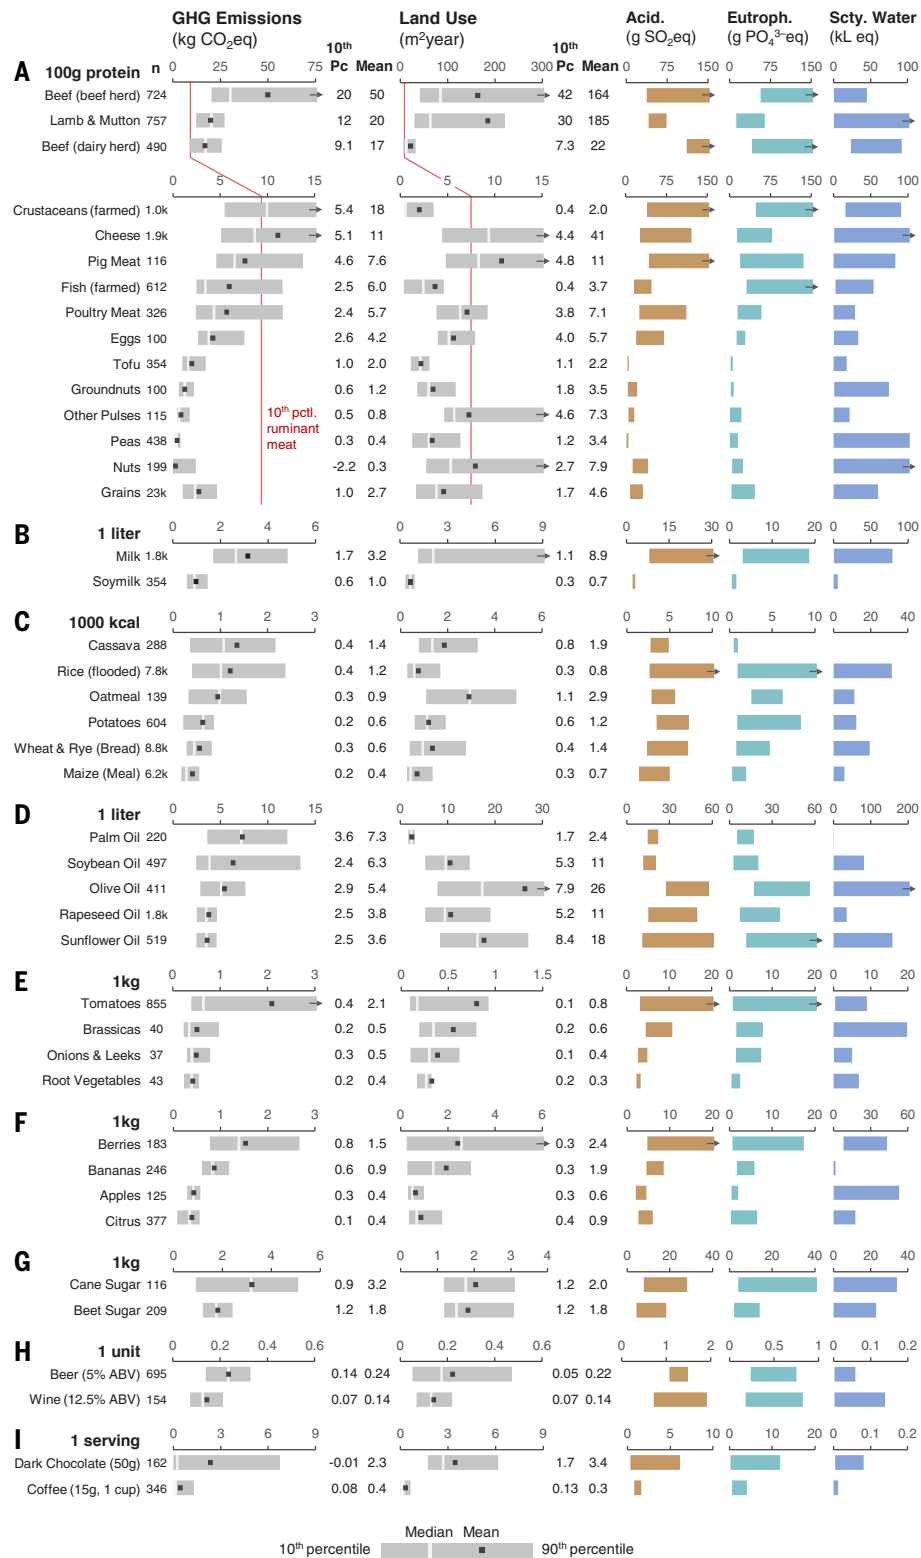 GHG Emissions Land Use Acid. Eutroph. Scty. Water
(kg CO₂eq) (m²year) (g SO₂eq) (g PO₄³⁻eq) (kL eq)
10th Pc Mean 10th Pc Mean
A 100g protein n 0 25 50 75 0 100 200 300 0 75 150 0 75 150 0 50 100
Beef (beef herd) 724 20 50 42 164
Lamb & Mutton 757 12 20 30 185
Beef (dairy herd) 490 9.1 17 7.3 22
0 5 10 15 0 5 10 15 0 75 150 0 75 150 0 50 100
Crustaceans (farmed) 1.0k 5.4 18 0.4 2.0
Cheese 1.9k 5.1 11 4.4 41
Pig Meat 116 4.6 7.6 4.8 11
Fish (farmed) 612 2.5 6.0 0.4 3.7
Poultry Meat 326 2.4 5.7 3.8 7.1
Eggs 100 2.6 4.2 4.0 5.7
Tofu 354 1.0 2.0 1.1 2.2
Groundnuts 100 0.6 1.2 1.8 3.5
Other Pulses 115 0.5 0.8 4.6 7.3
Peas 438 0.3 0.4 1.2 3.4
Nuts 199 -2.2 0.3 2.7 7.9
Grains 23k 1.0 2.7 1.7 4.6
10th pctl.
ruminant
meat
B 1 liter 0 2 4 6 0 3 6 9 0 15 30 0 10 20 0 50 100
Milk 1.8k 1.7 3.2 1.1 8.9
Soymilk 354 0.6 1.0 0.3 0.7
C 1000 kcal 0 1 2 3 0 2 4 6 0 5 10 0 5 10 0 20 40
Cassava 288 0.4 1.4 0.8 1.9
Rice (flooded) 7.8k 0.4 1.2 0.3 0.8
Oatmeal 139 0.3 0.9 1.1 2.9
Potatoes 604 0.2 0.6 0.6 1.2
Wheat & Rye (Bread) 8.8k 0.3 0.6 0.4 1.4
Maize (Meal) 6.2k 0.2 0.4 0.3 0.7
D 1 liter 0 5 10 15 0 10 20 30 0 30 60 0 30 60 0 100 200
Palm Oil 220 3.6 7.3 1.7 2.4
Soybean Oil 497 2.4 6.3 5.3 11
Olive Oil 411 2.9 5.4 7.9 26
Rapeseed Oil 1.8k 2.5 3.8 5.2 11
Sunflower Oil 519 2.5 3.6 8.4 18
E 1kg 0 1 2 3 0 0.5 1 1.5 0 10 20 0 10 20 0 10 20
Tomatoes 855 0.4 2.1 0.1 0.8
Brassicas 40 0.2 0.5 0.2 0.6
Onions & Leeks 37 0.3 0.5 0.1 0.4
Root Vegetables 43 0.2 0.4 0.2 0.3
F 1kg 0 1 2 3 0 2 4 6 0 10 20 0 10 20 0 30 60
Berries 183 0.8 1.5 0.3 2.4
Bananas 246 0.6 0.9 0.3 1.9
Apples 125 0.3 0.4 0.3 0.6
Citrus 377 0.1 0.4 0.4 0.9
G 1kg 0 2 4 6 0 1 2 3 4 0 20 40 0 20 40 0 20 40
Cane Sugar 116 0.9 3.2 1.2 2.0
Beet Sugar 209 1.2 1.8 1.2 1.8
H 1 unit 0 0.2 0.4 0.6 0 0.2 0.4 0.6 0 1 2 0 0.5 1 0 0.1 0.2
Beer (5% ABV) 695 0.14 0.24 0.05 0.22
Wine (12.5% ABV) 154 0.07 0.14 0.07 0.14
I 1 serving 0 3 6 9 0 3 6 9 0 5 10 0 10 20 0 0.1 0.2
Dark Chocolate (50g) 162 -0.01 2.3 1.7 3.4
Coffee (15g, 1 cup) 346 0.08 0.4 0.13 0.3
Median Mean
10th percentile 90th percentile